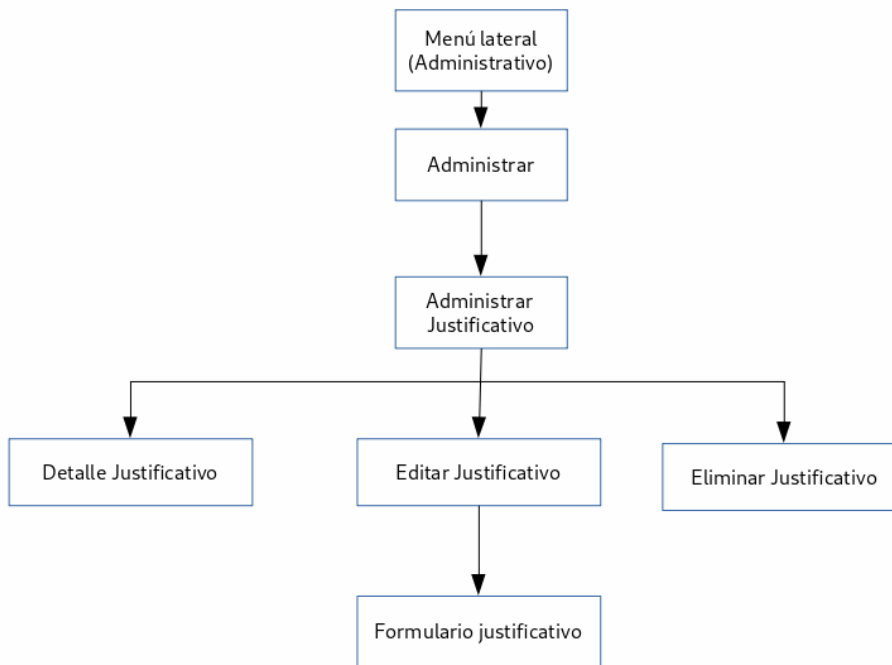 Menú lateral
(Administrativo)
Administrar
Administrar
Justificativo
Detalle Justificativo
Editar Justificativo
Eliminar Justificativo
Formulario justificativo